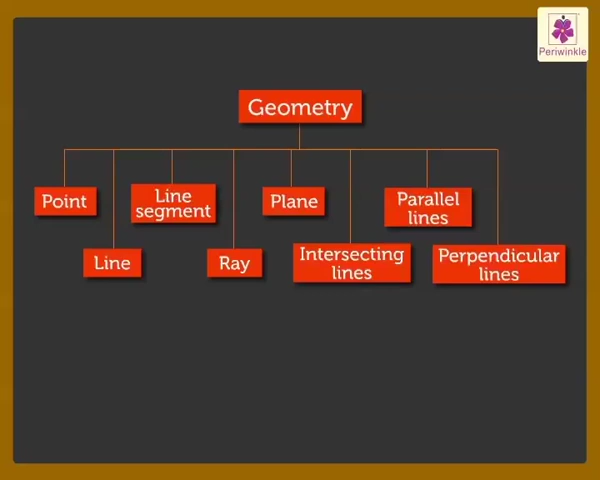 Periwinkle
Geometry
Point
Line
segment
Plane
Parallel
lines
Line
Ray
Intersecting
lines
Perpendicular
lines